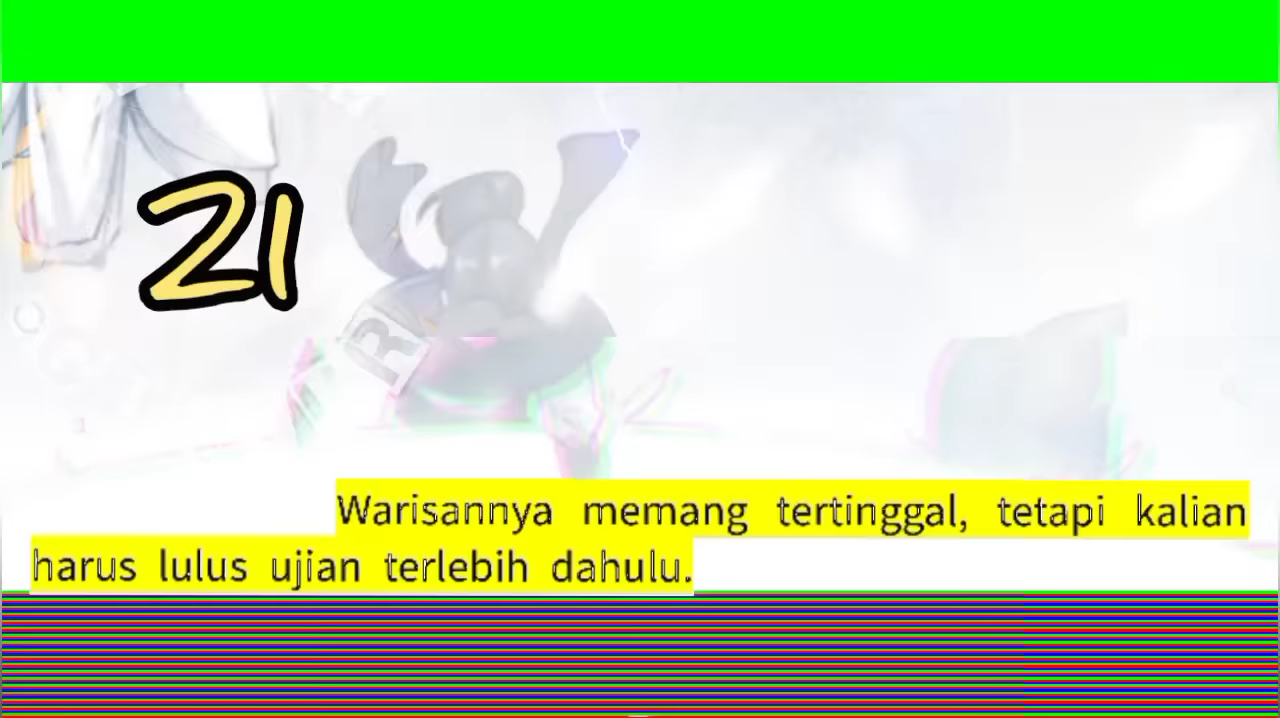 21
R
Warisannya memang tertinggal, tetapi kalian
harus lulus ujian terlebih dahulu.